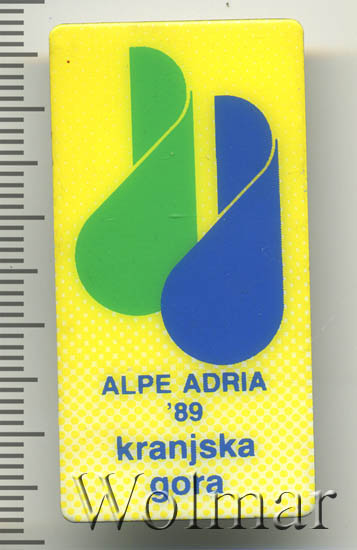 ALPE ADRIA
'89
kranjska
gora
Wolmar